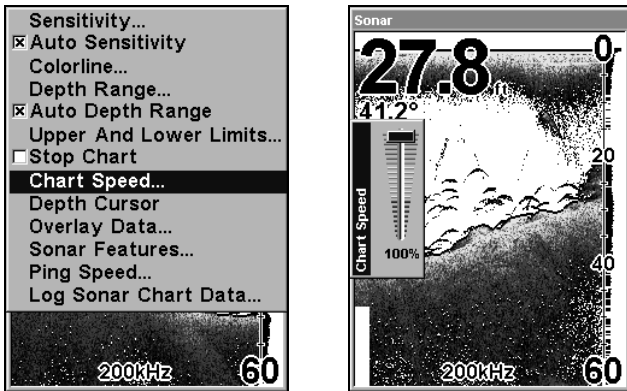 Sensitivity...
Auto Sensitivity
Colorline...
Depth Range...
Auto Depth Range
Upper And Lower Limits...
Stop Chart
Chart Speed...
Depth Cursor
Overlay Data...
Sonar Features...
Ping Speed...
Log Sonar Chart Data...
200kHz
60
Sonar
27.8ft
0
41.2°
20
Chart Speed
100%
40
200kHz
60